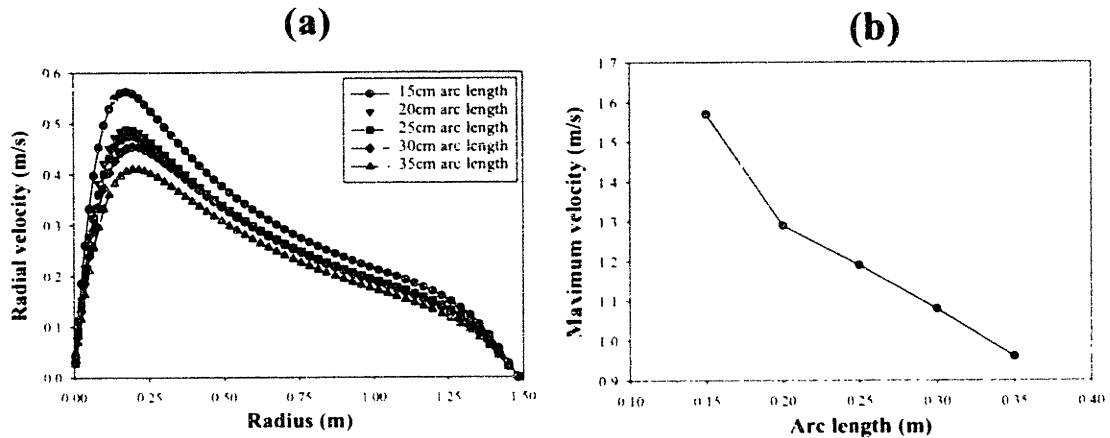 (a)
Radial velocity (m/s)
0.6
0.5
0.4
0.3
0.2
0.1
0.0
15cm arc length
20cm arc length
25cm arc length
30cm arc length
35cm arc length
0.00 0.25 0.50 0.75 1.00 1.25 1.50
Radius (m)
(b)
Maximum velocity (m/s)
1.7
1.6
1.5
1.4
1.3
1.2
1.1
1.0
0.9
0.10 0.15 0.20 0.25 0.30 0.35 0.40
Arc length (m)